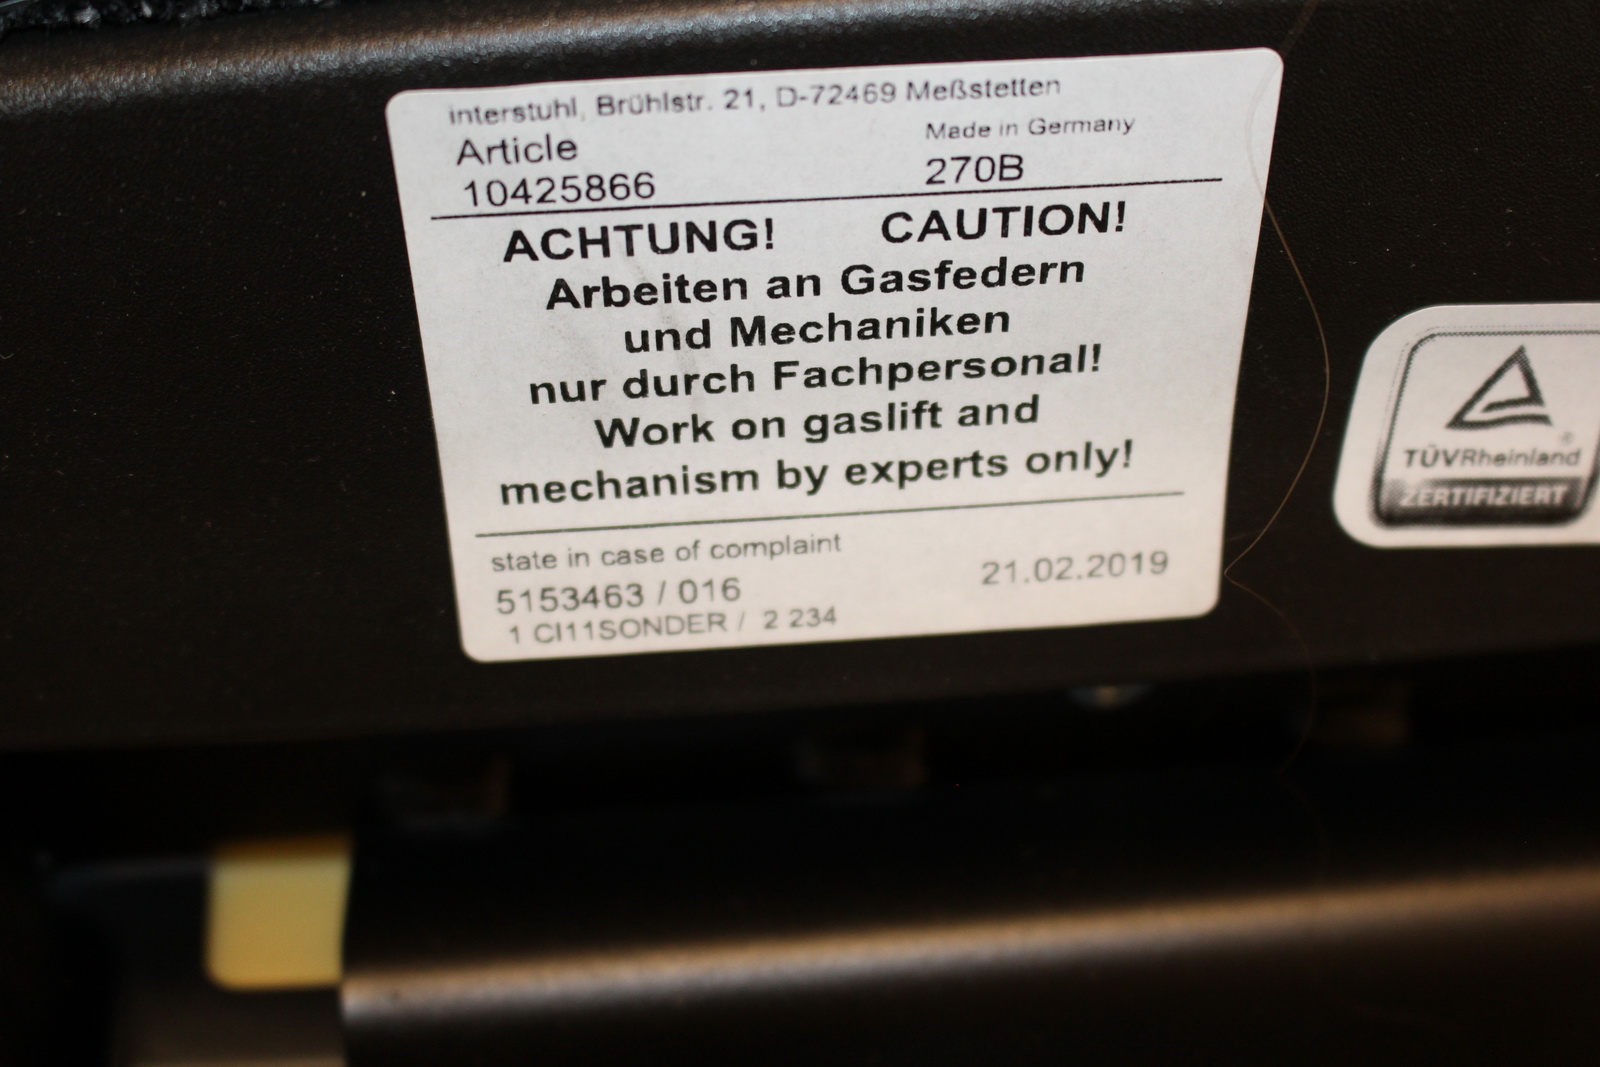 interstuhl, Brühlstr. 21, D-72469 Meßstetten
Article
Made in Germany
10425866
270B
ACHTUNG! CAUTION!
Arbeiten an Gasfedern
und Mechaniken
nur durch Fachpersonal!
Work on gaslift and
mechanism by experts only!
state in case of complaint
5153463 / 016
21.02.2019
1 CI11SONDER / 2 234
®
TÜVRheinland
ZERTIFIZIERT